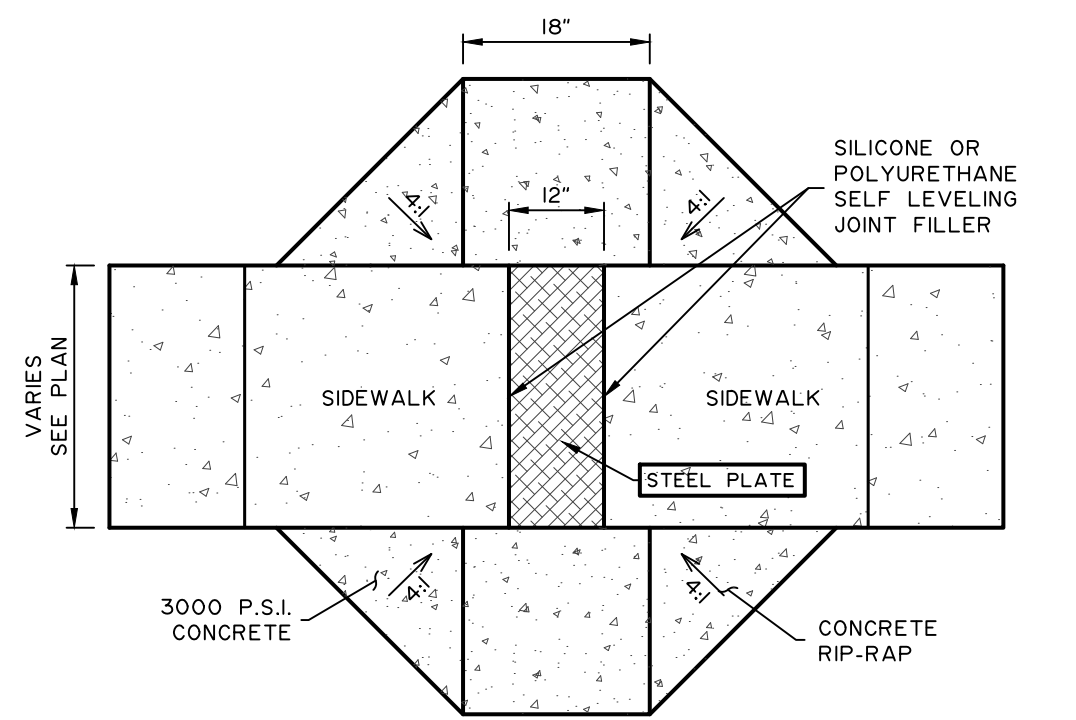 18"
SILICONE OR
POLYURETHANE
SELF LEVELING
JOINT FILLER
4:1
12"
4:1
VARIES
SEE PLAN
SIDEWALK
SIDEWALK
STEEL PLATE
4:1
4:1
3000 P.S.I.
CONCRETE
CONCRETE
RIP-RAP